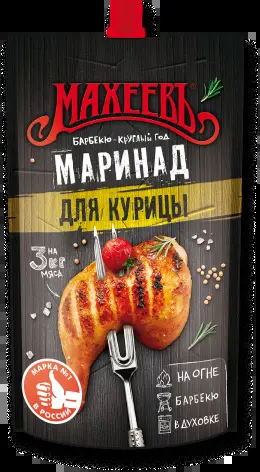 МАХЕЕВЪ
БАРБЕКЮ КРУГЛЫЙ ГОД
МАРИНАД
ДЛЯ КУРИЦЫ
НА
3 КГ
МЯСА
МАРКА №1
В РОССИИ
НА ОГНЕ
БАРБЕКЮ
В ДУХОВКЕ